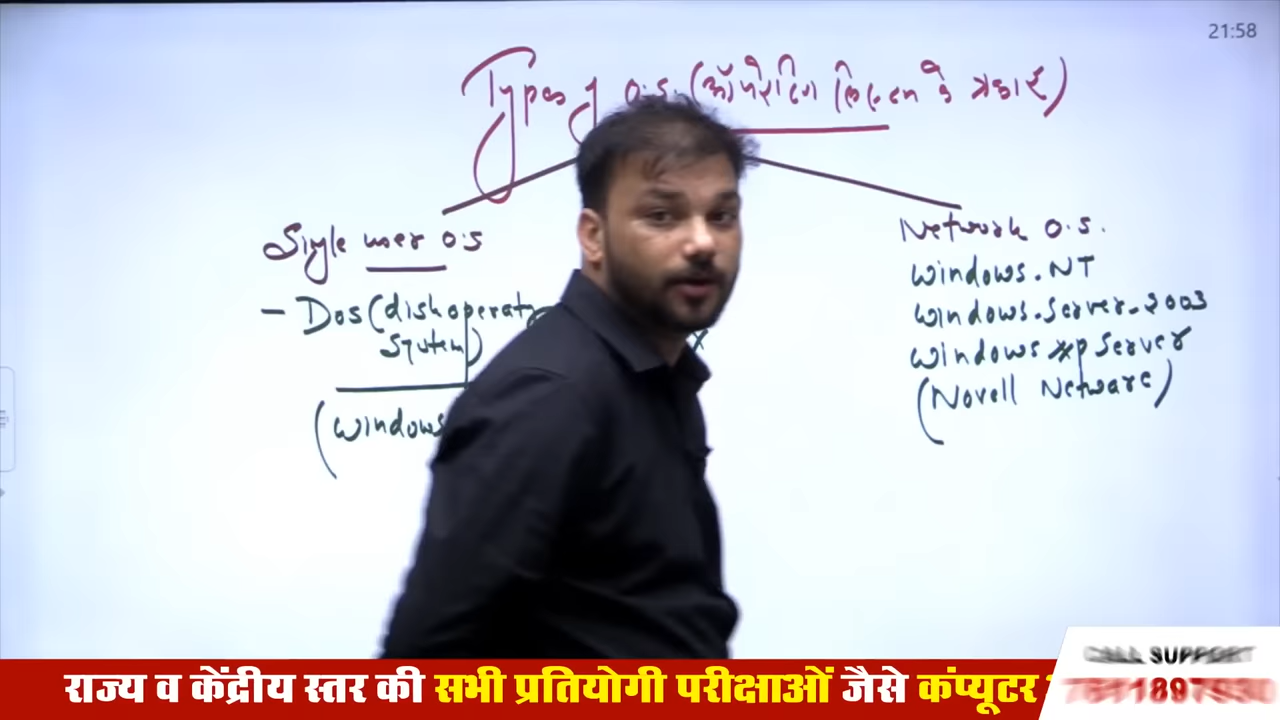 21:58
Types of O.S. (ऑपरेटिंग सिस्टम के प्रकार)
Single user O.S
- Dos (disk operat
System)
(Windows
X
Network O.S.
Windows.NT
Windows.Server.2003
Windows xp Server
(Novell Netware)
राज्य व केंद्रीय स्तर की सभी प्रतियोगी परीक्षाओं जैसे कंप्यूटर
CALL SUPPORT